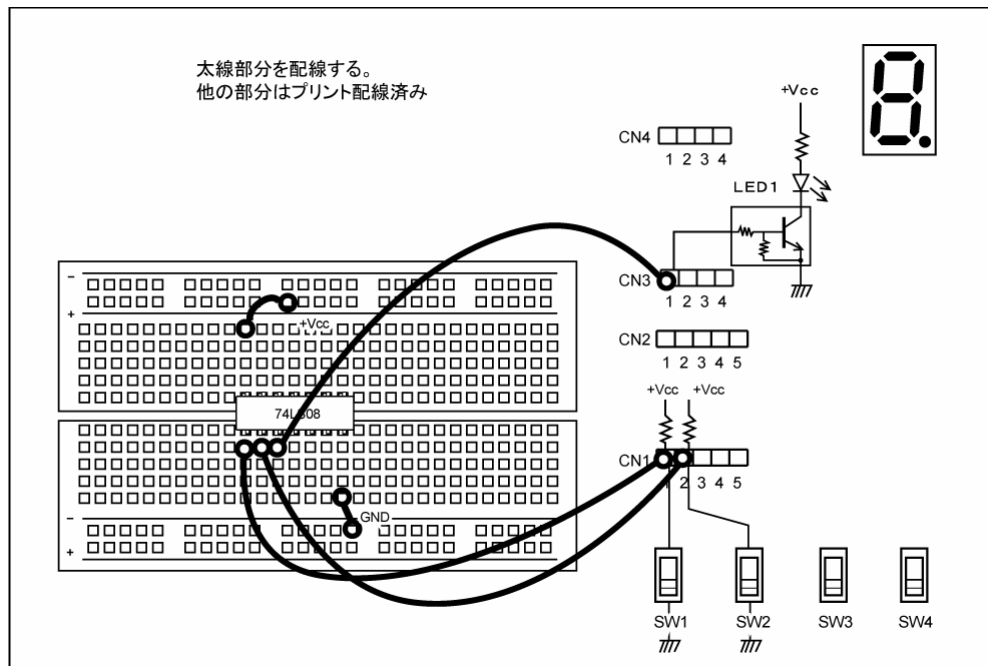 太線部分を配線する。
他の部分はプリント配線済み
+Vcc
CN4
1 2 3 4
LED1
CN3
1 2 3 4
−
+
+Vcc
CN2
1 2 3 4 5
+Vcc +Vcc
74LS08
CN1
1 2 3 4 5
GND
−
+
SW1 SW2 SW3 SW4